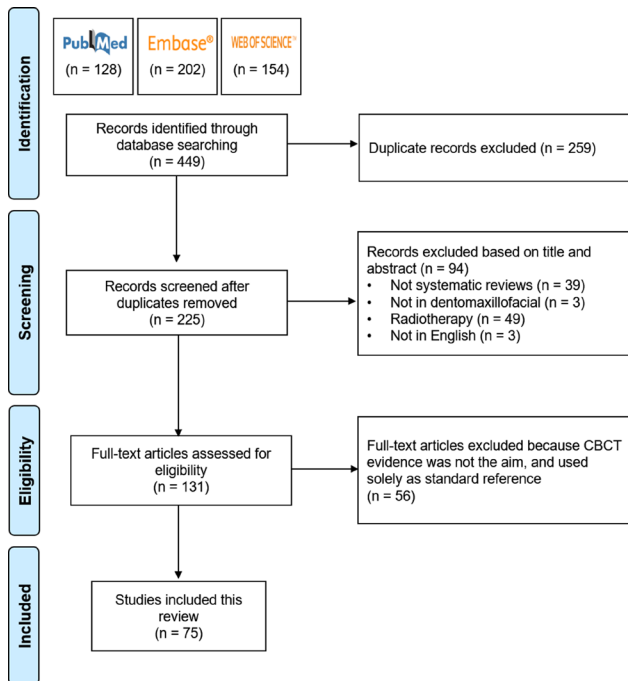 PubMed
(n = 128)
Embase®
(n = 202)
WEB OF SCIENCE™
(n = 154)
Identification
Records identified through
database searching
(n = 449)
Duplicate records excluded (n = 259)
Screening
Records screened after
duplicates removed
(n = 225)
Records excluded based on title and
abstract (n = 94)
• Not systematic reviews (n = 39)
• Not in dentomaxillofacial (n = 3)
• Radiotherapy (n = 49)
• Not in English (n = 3)
Eligibility
Full-text articles assessed for
eligibility
(n = 131)
Full-text articles excluded because CBCT
evidence was not the aim, and used
solely as standard reference
(n = 56)
Included
Studies included this
review
(n = 75)